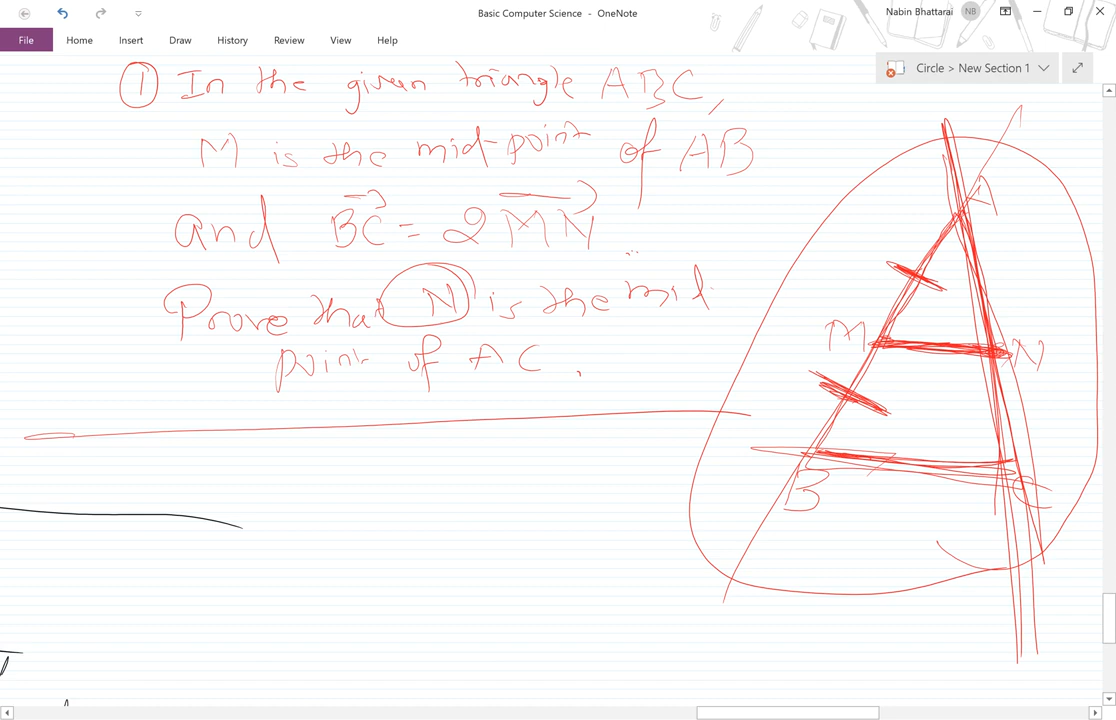 Basic Computer Science - OneNote
Nabin Bhattarai NB
File Home Insert Draw History Review View Help
Circle > New Section 1
① In the given triangle ABC,
M is the mid-point of AB
and BC = 2 MN
Prove that N is the mid
point of AC.
A
M N
B C